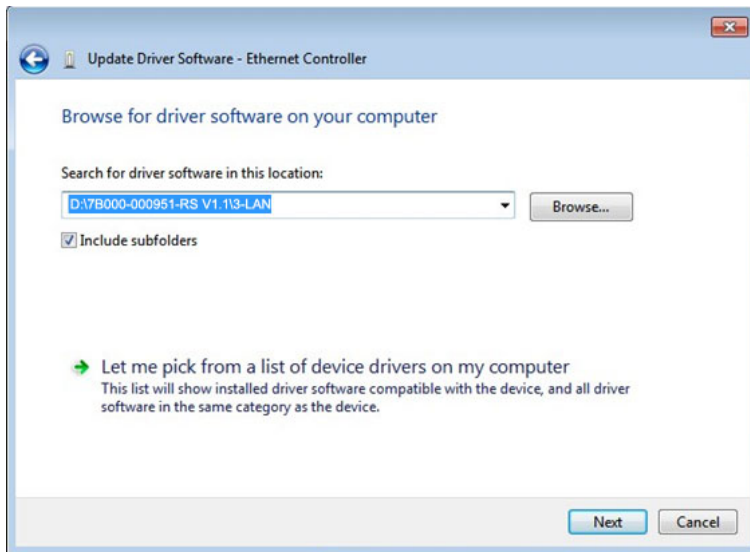 Update Driver Software - Ethernet Controller
Browse for driver software on your computer
Search for driver software in this location:
D:\7B000-000951-RS V1.1\3-LAN
Browse...
Include subfolders
Let me pick from a list of device drivers on my computer
This list will show installed driver software compatible with the device, and all driver
software in the same category as the device.
Next
Cancel